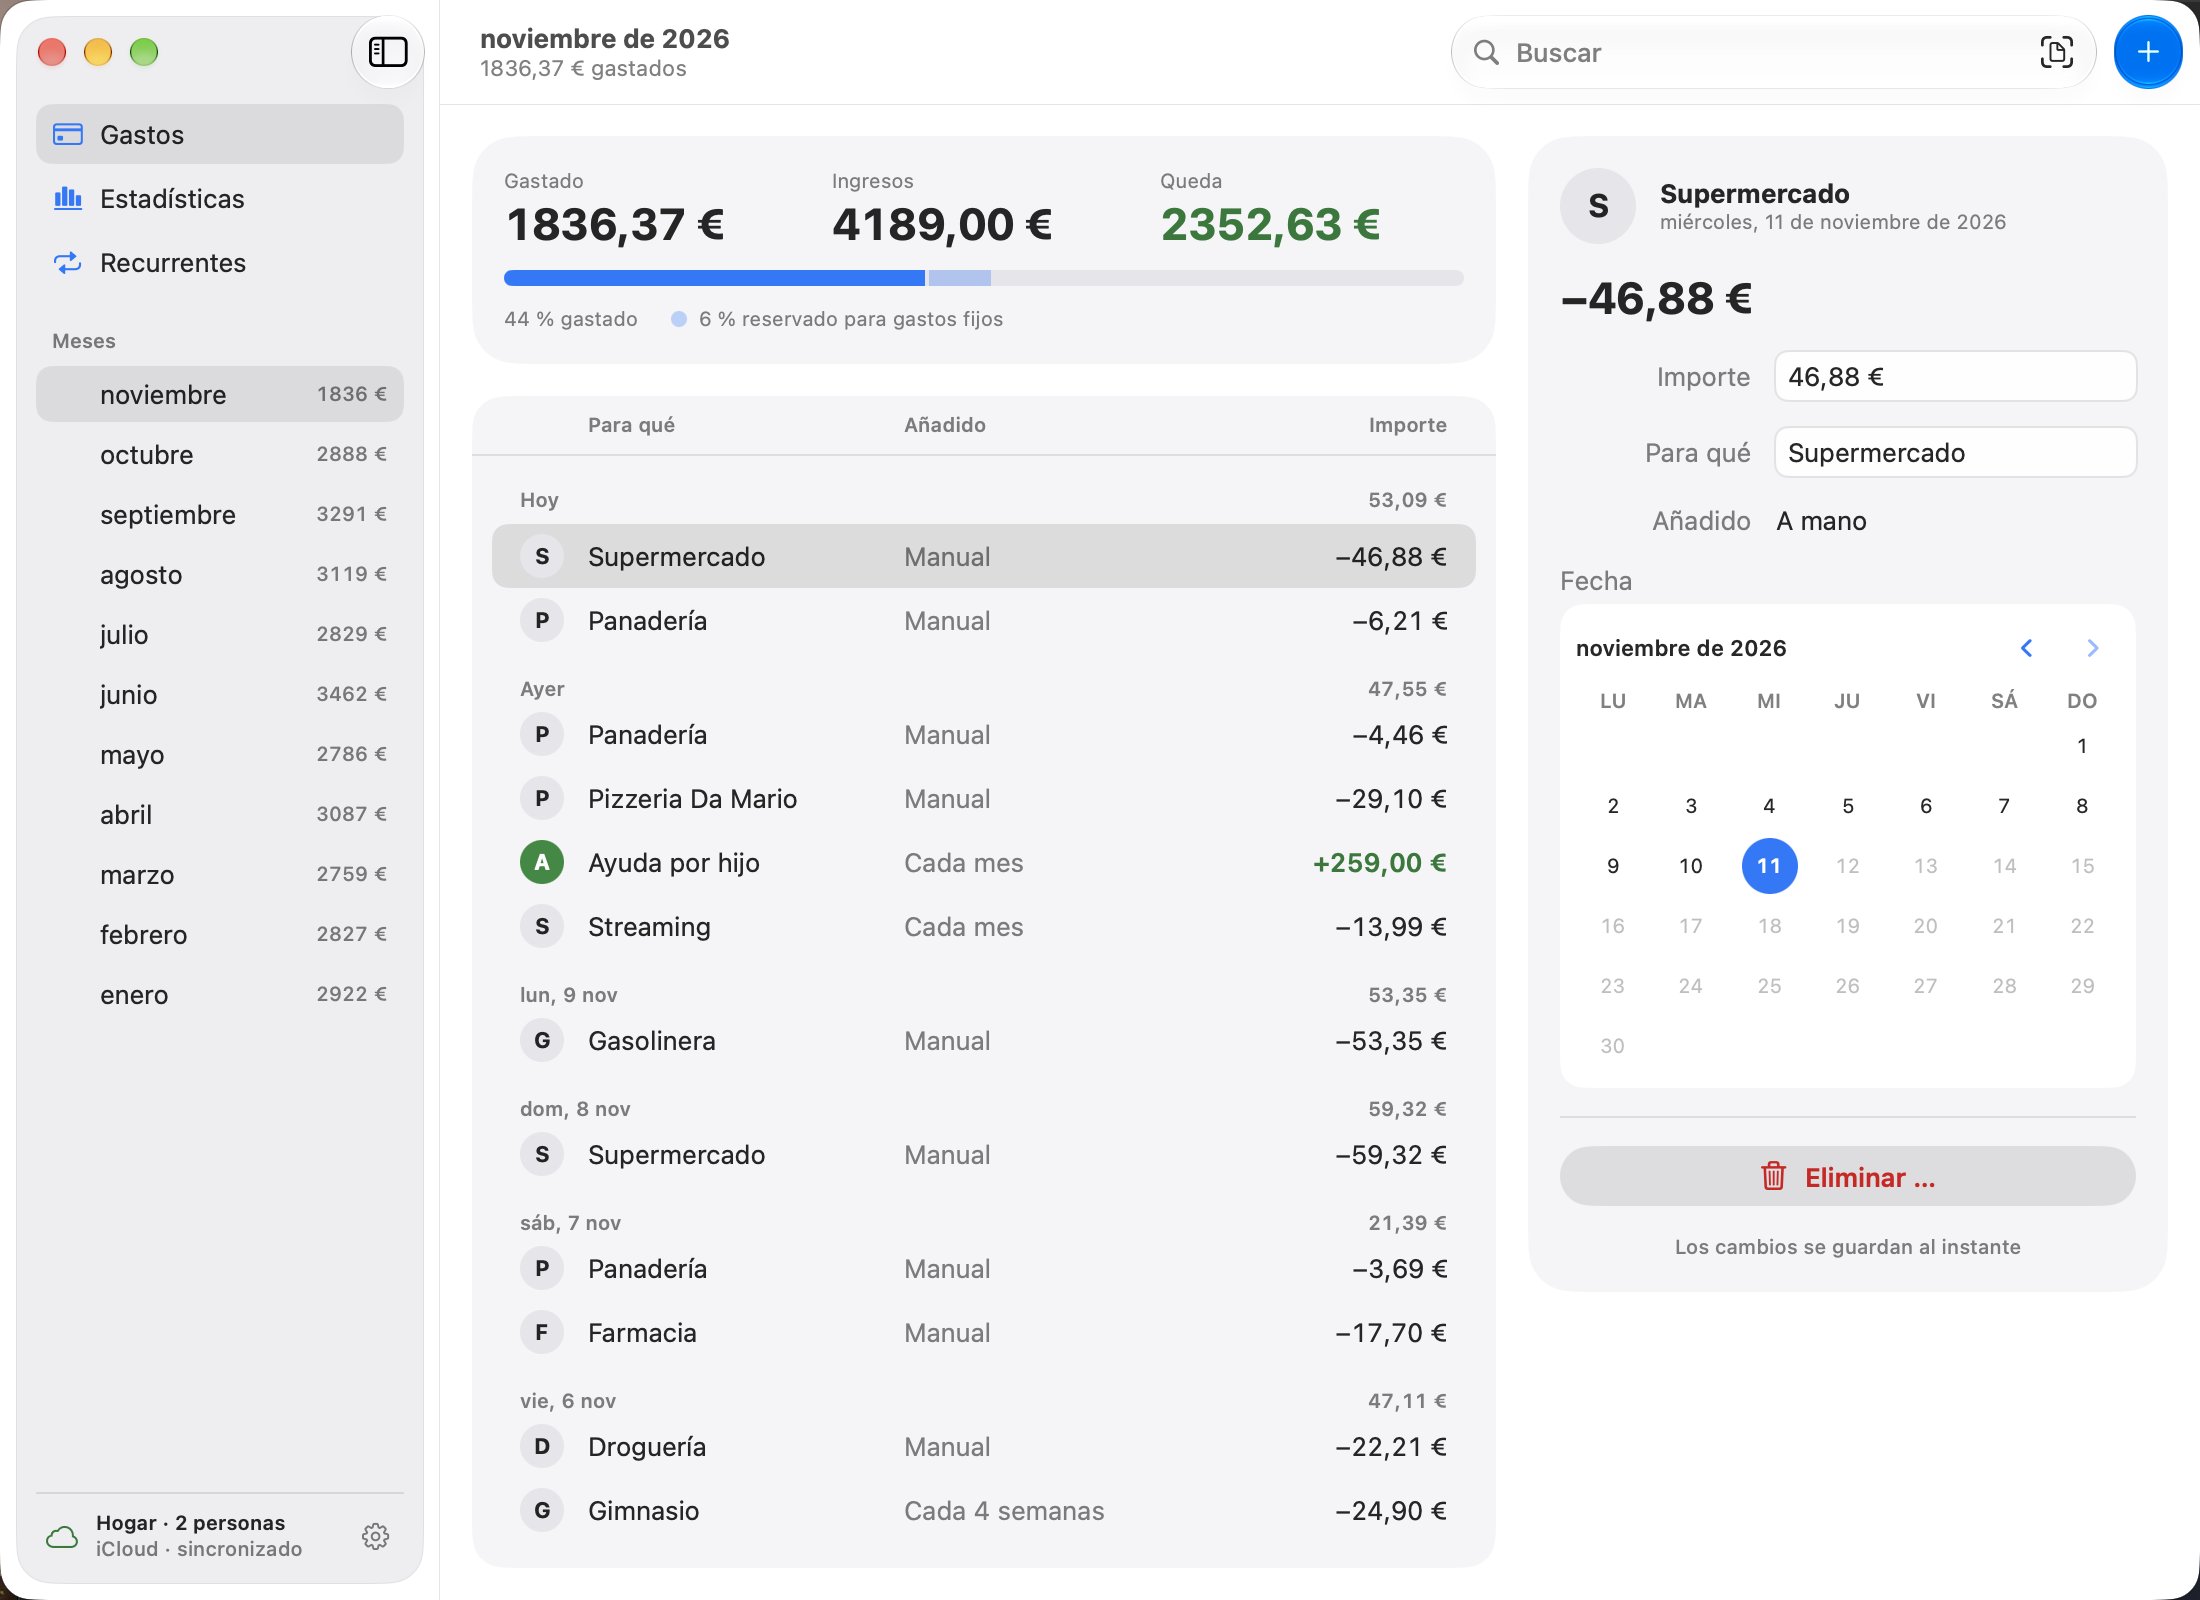 Gastos
Estadísticas
Recurrentes
Meses
noviembre 1836 €
octubre 2888 €
septiembre 3291 €
agosto 3119 €
julio 2829 €
junio 3462 €
mayo 2786 €
abril 3087 €
marzo 2759 €
febrero 2827 €
enero 2922 €
Hogar · 2 personas
iCloud · sincronizado
noviembre de 2026
1836,37 € gastados
Buscar
Gastado Ingresos Queda
1836,37 € 4189,00 € 2352,63 €
44 % gastado 6 % reservado para gastos fijos
Para qué Añadido Importe
Hoy 53,09 €
S Supermercado Manual –46,88 €
P Panadería Manual –6,21 €
Ayer 47,55 €
P Panadería Manual –4,46 €
P Pizzeria Da Mario Manual –29,10 €
A Ayuda por hijo Cada mes +259,00 €
S Streaming Cada mes –13,99 €
lun, 9 nov 53,35 €
G Gasolinera Manual –53,35 €
dom, 8 nov 59,32 €
S Supermercado Manual –59,32 €
sáb, 7 nov 21,39 €
P Panadería Manual –3,69 €
F Farmacia Manual –17,70 €
vie, 6 nov 47,11 €
D Droguería Manual –22,21 €
G Gimnasio Cada 4 semanas –24,90 €
S
Supermercado
miércoles, 11 de noviembre de 2026
–46,88 €
Importe 46,88 €
Para qué Supermercado
Añadido A mano
Fecha
noviembre de 2026
LU MA MI JU VI SÁ DO
1
2 3 4 5 6 7 8
9 10 11 12 13 14 15
16 17 18 19 20 21 22
23 24 25 26 27 28 29
30
Eliminar ...
Los cambios se guardan al instante